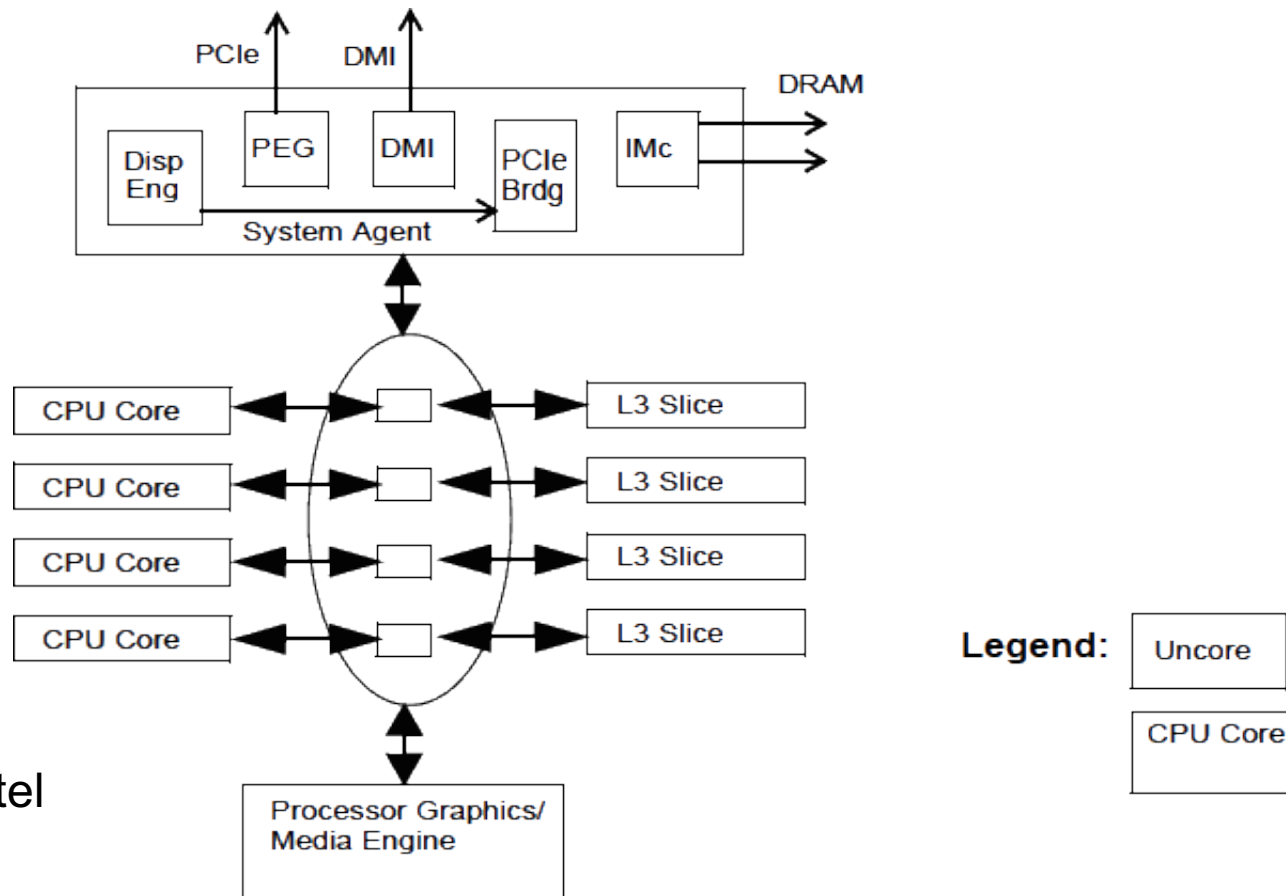 PCIe
DMI
DRAM
Disp
Eng
PEG
DMI
PCIe
Brdg
IMc
System Agent
CPU Core
L3 Slice
CPU Core
L3 Slice
CPU Core
L3 Slice
CPU Core
L3 Slice
Legend:
Uncore
CPU Core
tel
Processor Graphics/
Media Engine